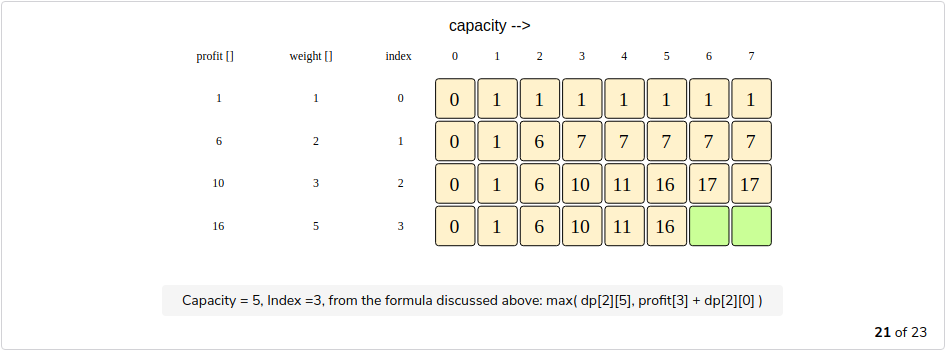 capacity -->
profit [] weight [] index 0 1 2 3 4 5 6 7
1 1 0 0 1 1 1 1 1 1 1
6 2 1 0 1 6 7 7 7 7 7
10 3 2 0 1 6 10 11 16 17 17
16 5 3 0 1 6 10 11 16
Capacity = 5, Index =3, from the formula discussed above: max( dp[2][5], profit[3] + dp[2][0] )
21 of 23